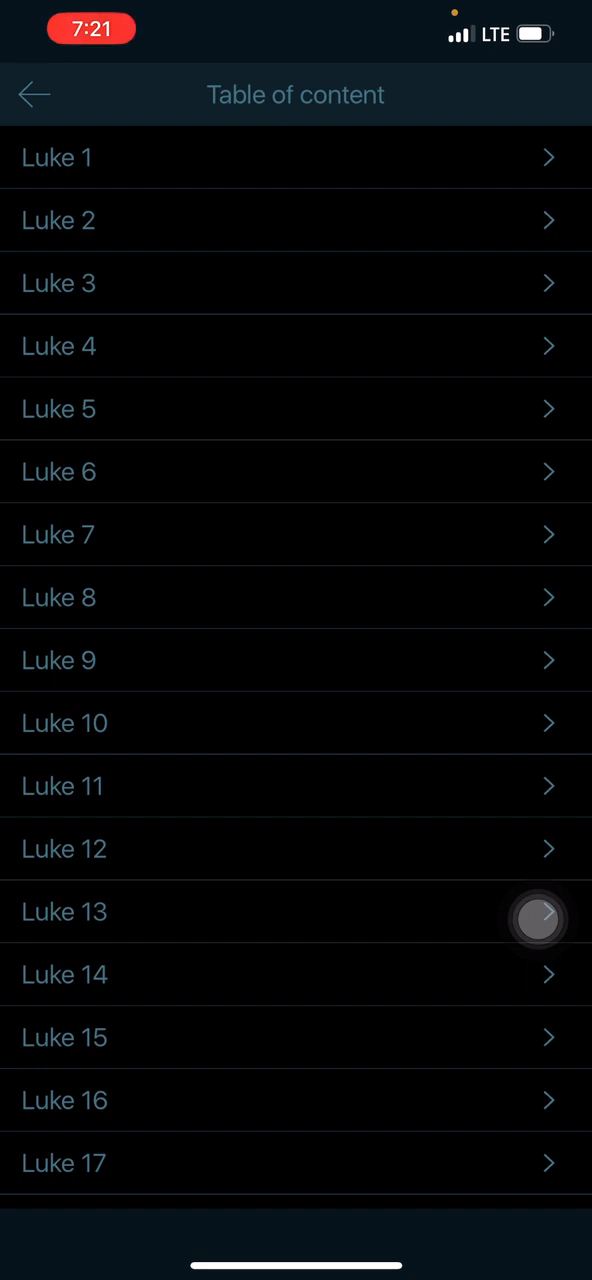 7:21
LTE
Table of content
Luke 1
Luke 2
Luke 3
Luke 4
Luke 5
Luke 6
Luke 7
Luke 8
Luke 9
Luke 10
Luke 11
Luke 12
Luke 13
Luke 14
Luke 15
Luke 16
Luke 17